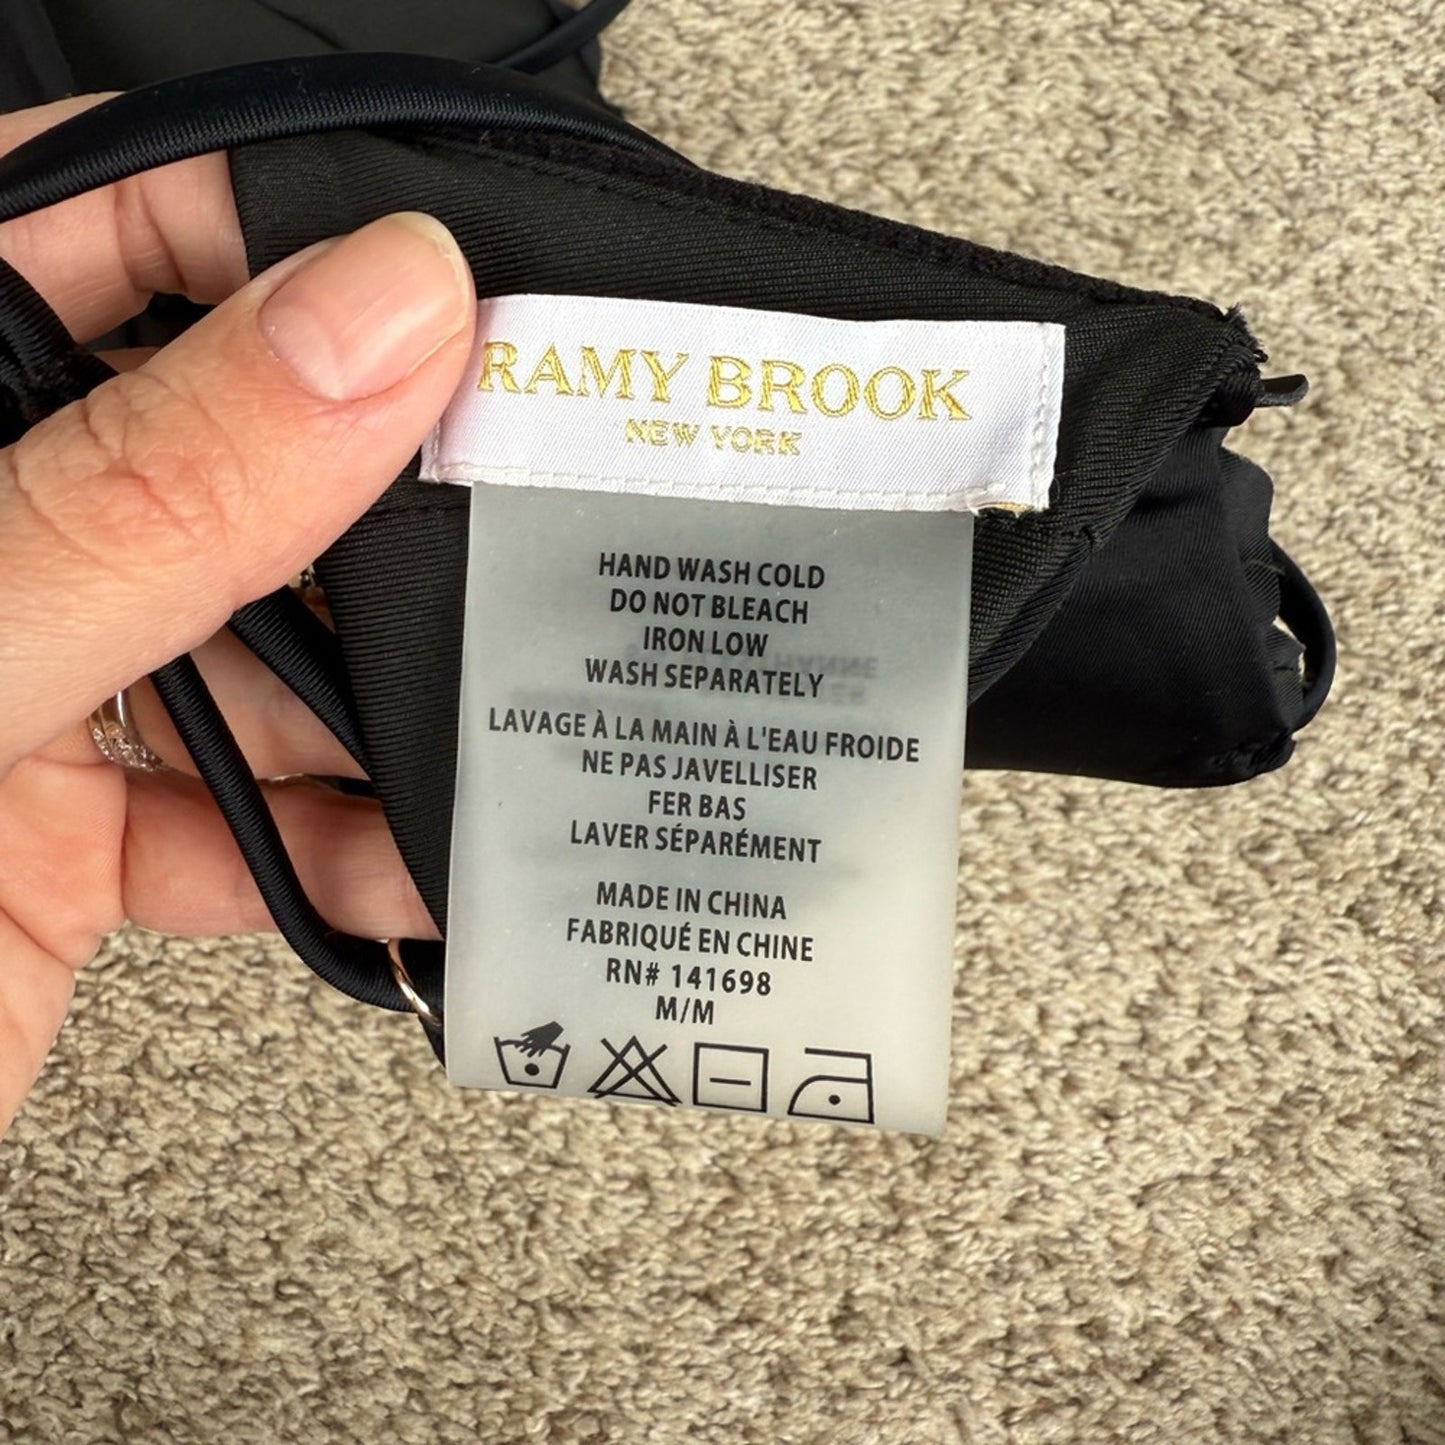 RAMY BROOK
NEW YORK
HAND WASH COLD
DO NOT BLEACH
IRON LOW
WASH SEPARATELY
LAVAGE À LA MAIN À L'EAU FROIDE
NE PAS JAVELLISER
FER BAS
LAVER SÉPARÉMENT
MADE IN CHINA
FABRIQUÉ EN CHINE
RN# 141698
M/M